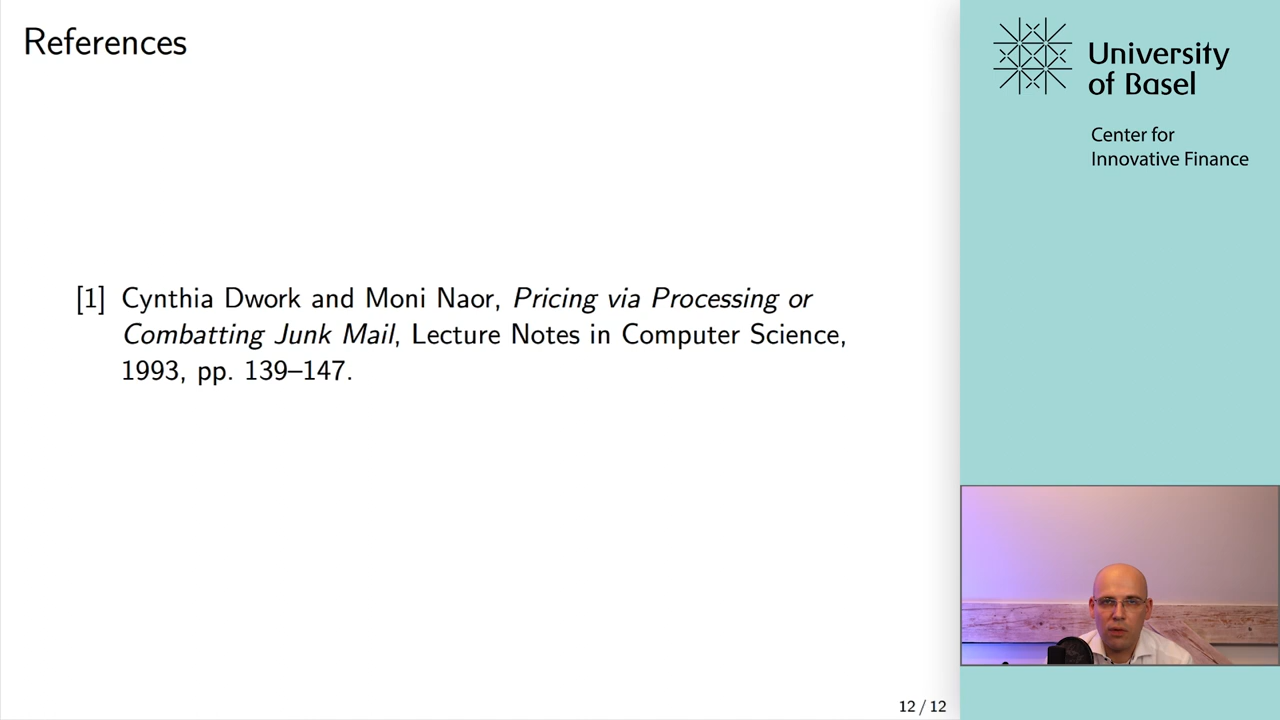 References
[1] Cynthia Dwork and Moni Naor, Pricing via Processing or
Combatting Junk Mail, Lecture Notes in Computer Science,
1993, pp. 139–147.
12 / 12
University
of Basel
Center for
Innovative Finance